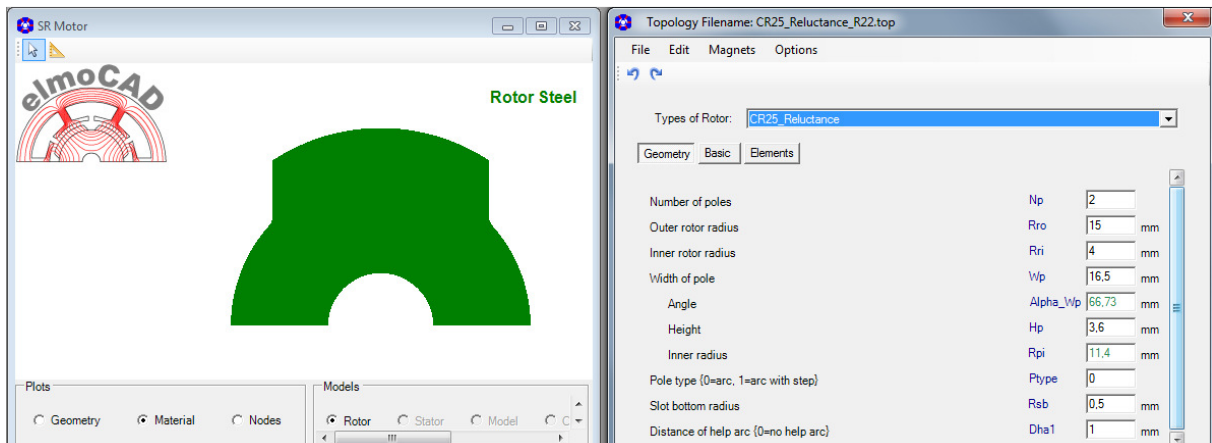 SR Motor
elmoCAD
Rotor Steel
Plots
Geometry
Material
Nodes
Models
Rotor
Stator
Model
Topology Filename: CR25_Reluctance_R22.top
File Edit Magnets Options
Types of Rotor: CR25_Reluctance
Geometry Basic Elements
Number of poles Np 2
Outer rotor radius Rro 15 mm
Inner rotor radius Rri 4 mm
Width of pole Wp 16,5 mm
Angle Alpha_Wp 66,73 mm
Height Hp 3,6 mm
Inner radius Rpi 11,4 mm
Pole type {0=arc, 1=arc with step} Ptype 0
Slot bottom radius Rsb 0,5 mm
Distance of help arc {0=no help arc} Dha1 1 mm